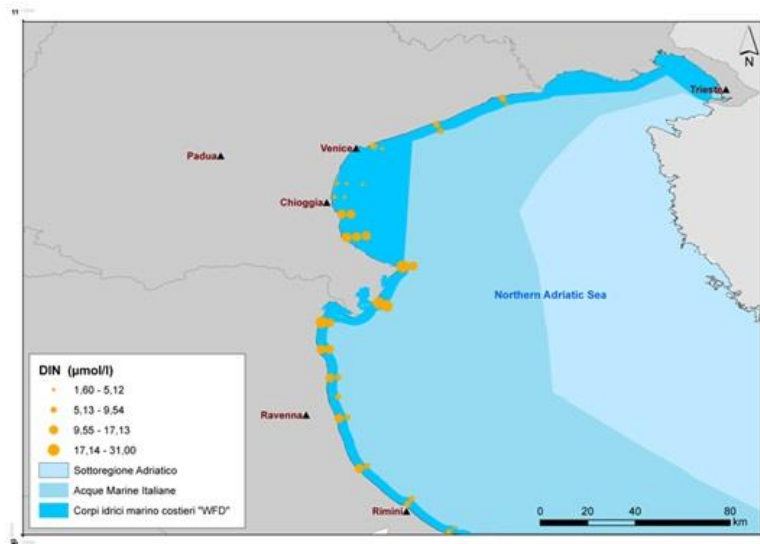 11
N
Trieste
Venice
Padua
Chioggia
Northern Adriatic Sea
DIN (µmol/l)
1,60 - 5,12
5,13 - 9,54
9,55 - 17,13
17,14 - 31,00
Sottoregione Adriatico
Acque Marine Italiane
Corpi idrici marino costieri "WFD"
Ravenna
Rimini
0 20 40 60 80
km